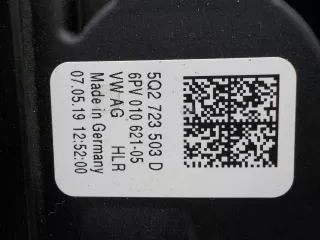 5Q2 723 503 D
6PV 010 621-05
VW AG HLR
Made in Germany
07.05.19 12:52:00